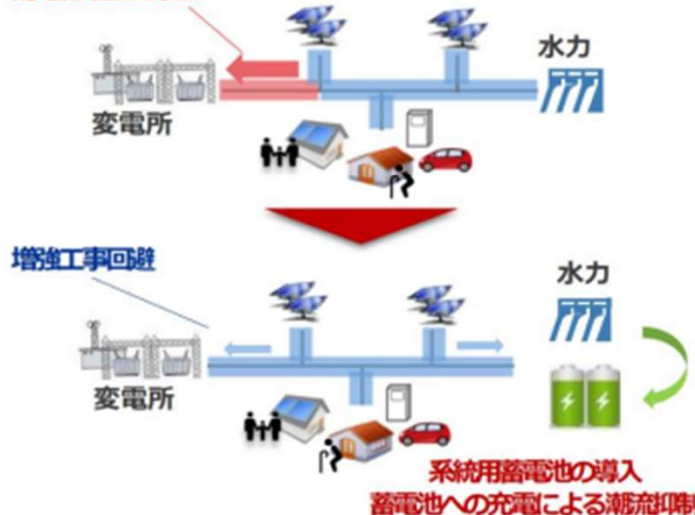 水力
変電所
増強工事回避
水力
変電所
系統用蓄電池の導入
蓄電池への充電による潮流抑制